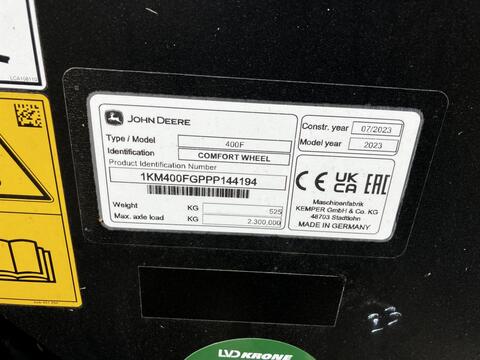 LCA108110
JOHN DEERE
Type / Model 400F
Identification COMFORT WHEEL
Product Identification Number
1KM400FGPPP144194
Weight KG 525
Max. axle load KG 2.300,000
Constr. year 07/2023
Model year 2023
CE UK CA EAC
Maschinenfabrik
KEMPER GmbH & Co. KG
48703 Stadtlohn
MADE IN GERMANY
23
LVD KRONE